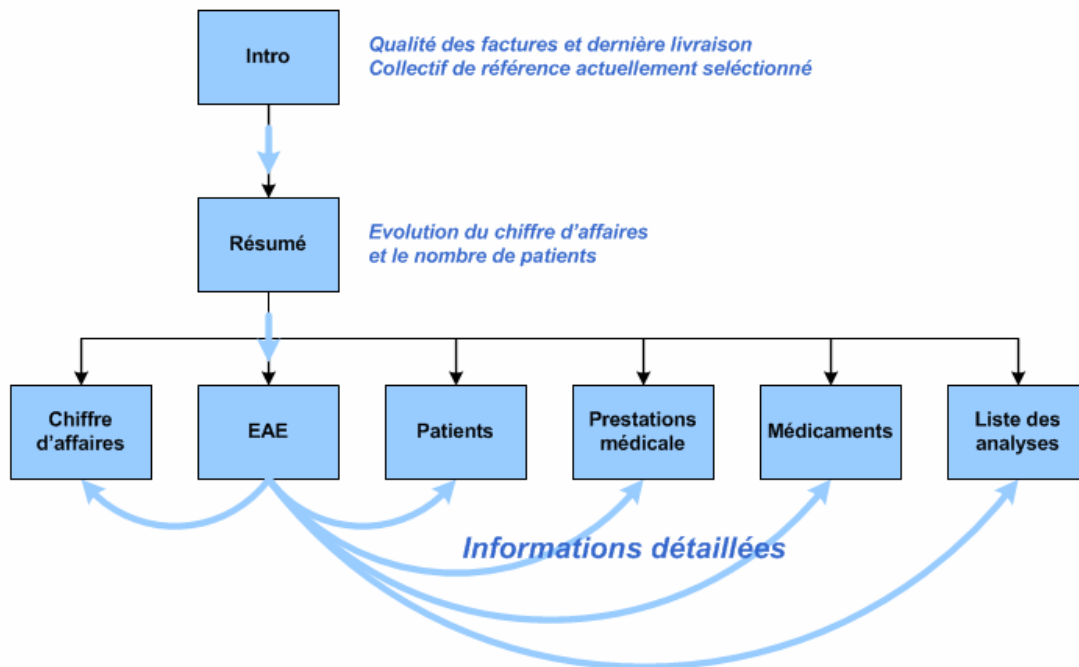 Intro
Qualité des factures et dernière livraison
Collectif de référence actuellement seléctionné
Résumé
Evolution du chiffre d'affaires
et le nombre de patients
Chiffre
d'affaires
EAE
Patients
Prestations
médicale
Médicaments
Liste des
analyses
Informations détaillées